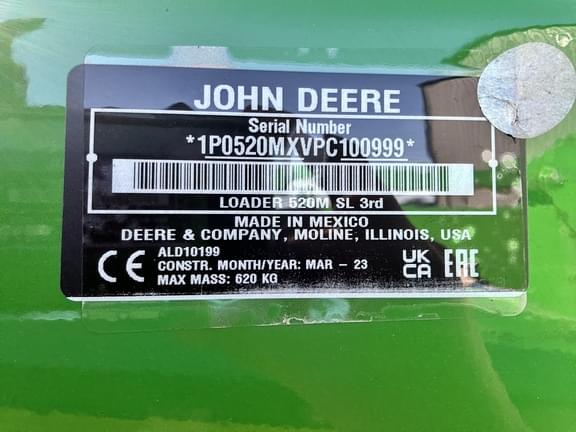 JOHN DEERE
Serial Number
*1P0520MXVPC100999*
LOADER 520M SL 3rd
MADE IN MEXICO
DEERE & COMPANY, MOLINE, ILLINOIS, USA
ALD10199
CONSTR. MONTH/YEAR: MAR - 23
MAX MASS: 620 KG
CE
UK
CA
EAC